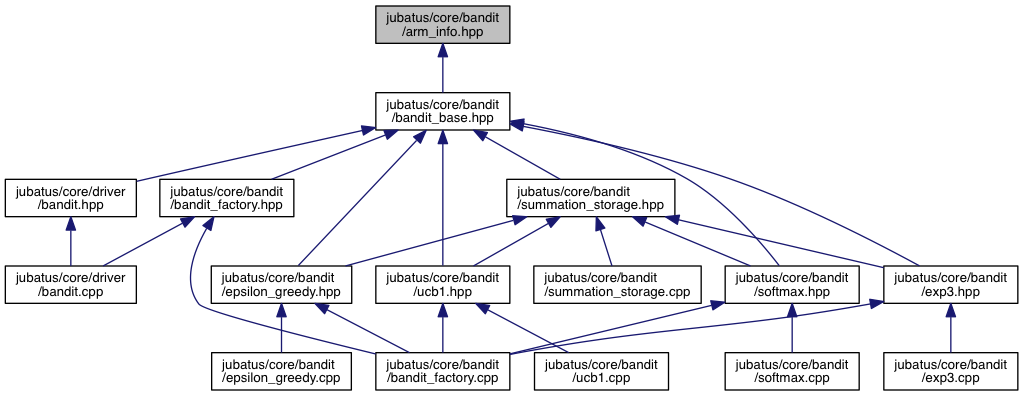 jubatus/core/bandit
/arm_info.hpp
jubatus/core/bandit
/bandit_base.hpp
jubatus/core/driver
/bandit.hpp
jubatus/core/bandit
/bandit_factory.hpp
jubatus/core/bandit
/summation_storage.hpp
jubatus/core/driver
/bandit.cpp
jubatus/core/bandit
/epsilon_greedy.hpp
jubatus/core/bandit
/ucb1.hpp
jubatus/core/bandit
/summation_storage.cpp
jubatus/core/bandit
/softmax.hpp
jubatus/core/bandit
/exp3.hpp
jubatus/core/bandit
/epsilon_greedy.cpp
jubatus/core/bandit
/bandit_factory.cpp
jubatus/core/bandit
/ucb1.cpp
jubatus/core/bandit
/softmax.cpp
jubatus/core/bandit
/exp3.cpp